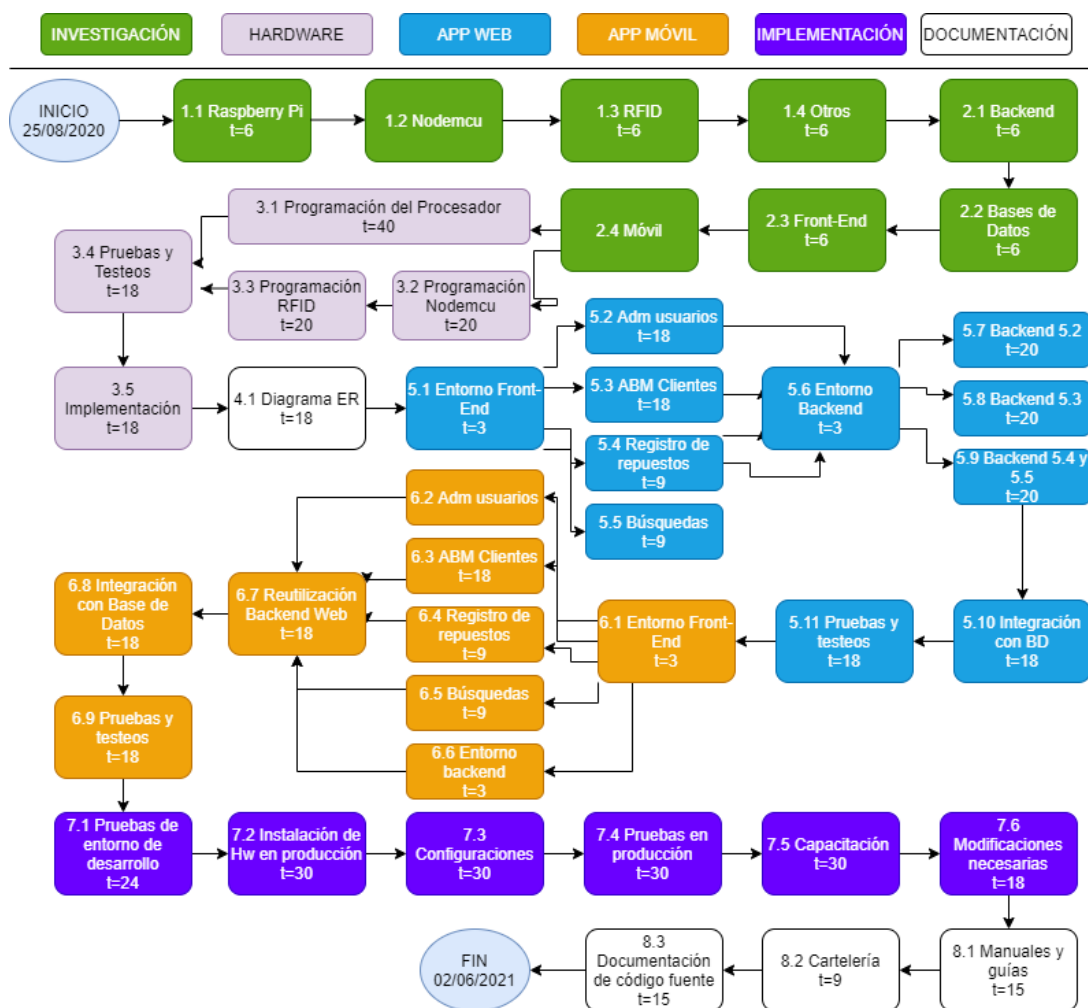 INVESTIGACIÓN
HARDWARE
APP WEB
APP MÓVIL
IMPLEMENTACIÓN
DOCUMENTACIÓN
INICIO
25/08/2020
1.1 Raspberry Pi
t=6
1.2 Nodemcu
1.3 RFID
t=6
1.4 Otros
t=6
2.1 Backend
t=6
2.2 Bases de
Datos
t=6
2.3 Front-End
t=6
2.4 Móvil
3.1 Programación del Procesador
t=40
3.2 Programación
Nodemcu
t=20
3.3 Programación
RFID
t=20
3.4 Pruebas y
Testeos
t=18
3.5
Implementación
t=18
4.1 Diagrama ER
t=18
5.1 Entorno Front-
End
t=3
5.2 Adm usuarios
t=18
5.3 ABM Clientes
t=18
5.4 Registro de
repuestos
t=9
5.5 Búsquedas
t=9
5.6 Entorno
Backend
t=3
5.7 Backend 5.2
t=20
5.8 Backend 5.3
t=20
5.9 Backend 5.4 y
5.5
t=20
5.10 Integración
con BD
t=18
5.11 Pruebas y
testeos
t=18
6.1 Entorno Front-
End
t=3
6.2 Adm usuarios
6.3 ABM Clientes
t=18
6.4 Registro de
repuestos
t=9
6.5 Búsquedas
t=9
6.6 Entorno
backend
t=3
6.7 Reutilización
Backend Web
t=18
6.8 Integración
con Base de
Datos
t=18
6.9 Pruebas y
testeos
t=18
7.1 Pruebas de
entorno de
desarrollo
t=24
7.2 Instalación de
Hw en producción
t=30
7.3
Configuraciones
t=30
7.4 Pruebas en
producción
t=30
7.5 Capacitación
t=30
7.6
Modificaciones
necesarias
t=18
8.1 Manuales y
guías
t=15
8.2 Cartelería
t=9
8.3
Documentación
de código fuente
t=15
FIN
02/06/2021